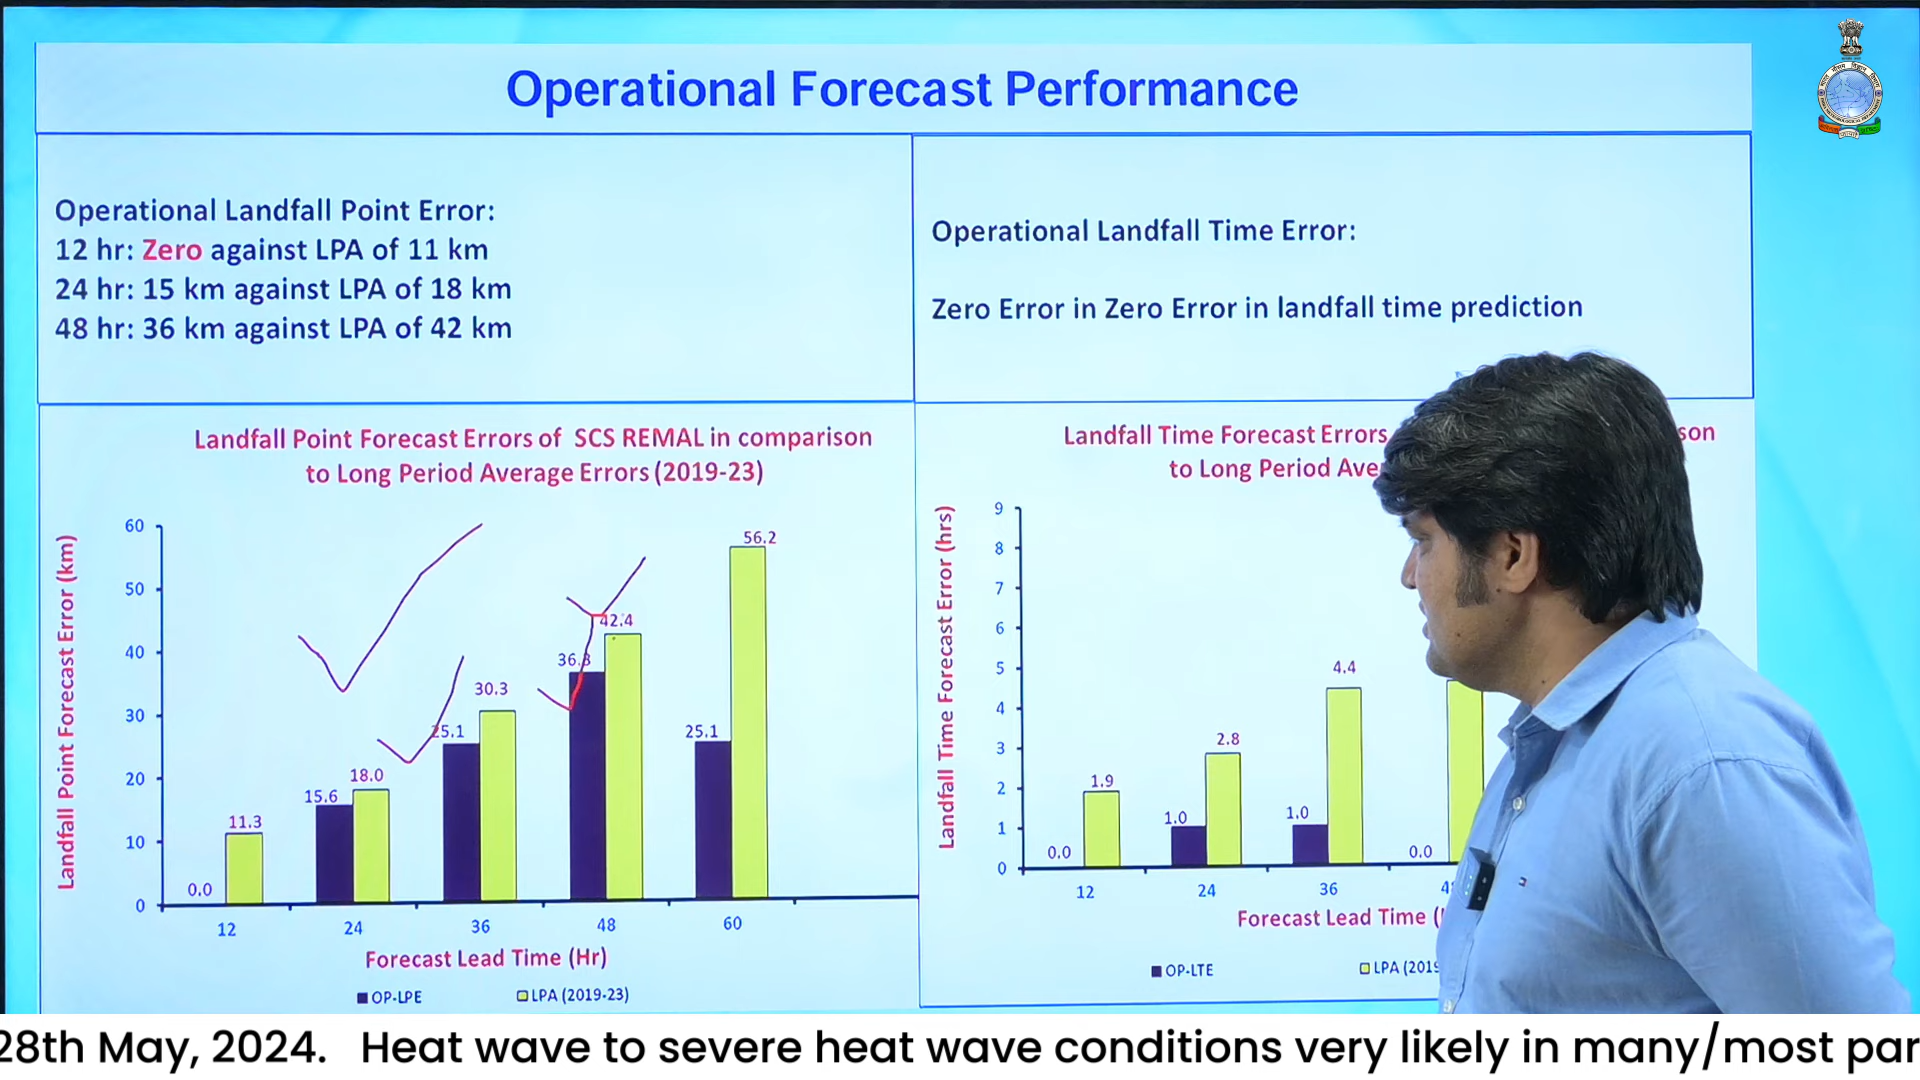 Operational Forecast Performance
Operational Landfall Point Error:
12 hr: Zero against LPA of 11 km
24 hr: 15 km against LPA of 18 km
48 hr: 36 km against LPA of 42 km
Operational Landfall Time Error:
Zero Error in Zero Error in landfall time prediction
Landfall Point Forecast Errors of SCS REMAL in comparison
to Long Period Average Errors (2019-23)
Landfall Point Forecast Error (km)
60
50
40
30
20
10
0
0.0
11.3
15.6
18.0
25.1
30.3
36.3
42.4
25.1
56.2
12 24 36 48 60
Forecast Lead Time (Hr)
OP-LPE LPA (2019-23)
Landfall Time Forecast Errors
to Long Period
Landfall Time Forecast Error (hrs)
9
8
7
6
5
4
3
2
1
0
0.0
1.9
1.0
2.8
1.0
4.4
0.0
12 24 36
Forecast Lead Time
OP-LTE LPA
28th May, 2024. Heat wave to severe heat wave conditions very likely in many/most